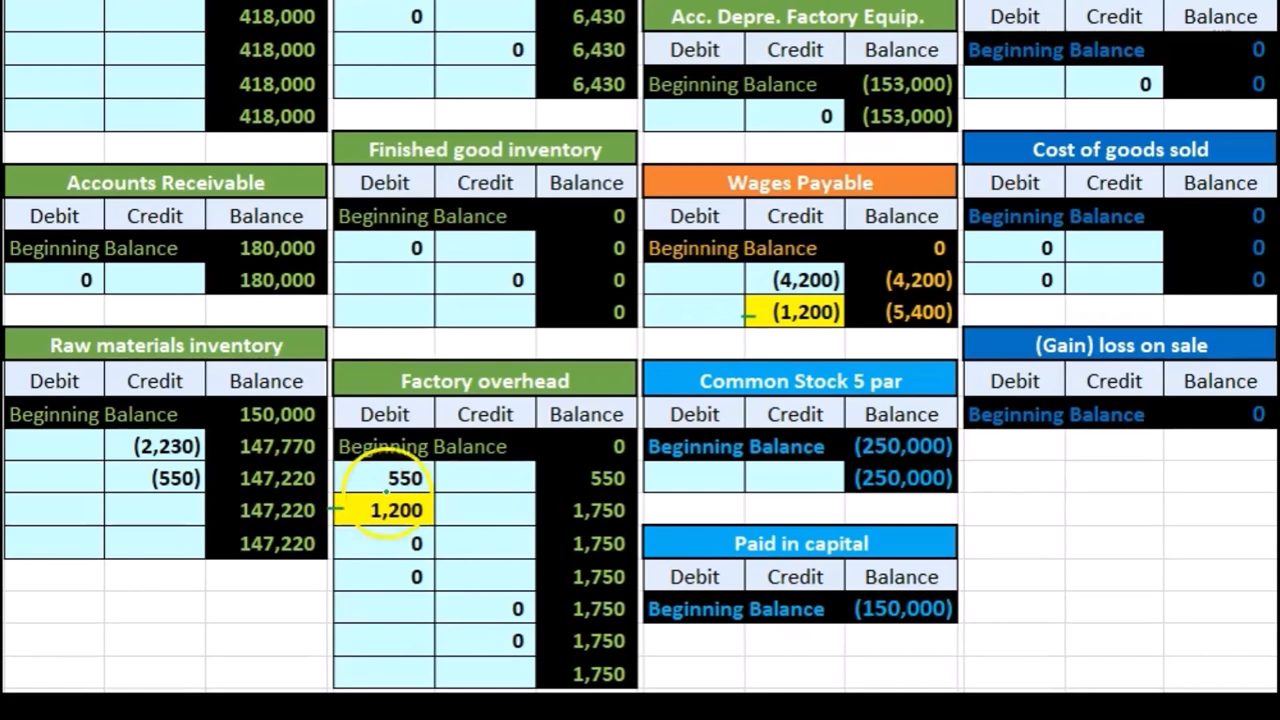 418,000
418,000
418,000
418,000
Accounts Receivable
Debit Credit Balance
Beginning Balance 180,000
0 180,000
Raw materials inventory
Debit Credit Balance
Beginning Balance 150,000
(2,230) 147,770
(550) 147,220
147,220
147,220
0 6,430
0 6,430
6,430
Finished good inventory
Debit Credit Balance
Beginning Balance 0
0 0
0 0
0
Factory overhead
Debit Credit Balance
Beginning Balance 0
550 550
1,200 1,750
0 1,750
0 1,750
0 1,750
0 1,750
1,750
Acc. Depre. Factory Equip.
Debit Credit Balance
Beginning Balance (153,000)
0 (153,000)
Wages Payable
Debit Credit Balance
Beginning Balance 0
(4,200) (4,200)
(1,200) (5,400)
Common Stock 5 par
Debit Credit Balance
Beginning Balance (250,000)
(250,000)
Paid in capital
Debit Credit Balance
Beginning Balance (150,000)
Debit Credit Balance
Beginning Balance 0
0 0
Cost of goods sold
Debit Credit Balance
Beginning Balance 0
0 0
0 0
(Gain) loss on sale
Debit Credit Balance
Beginning Balance 0